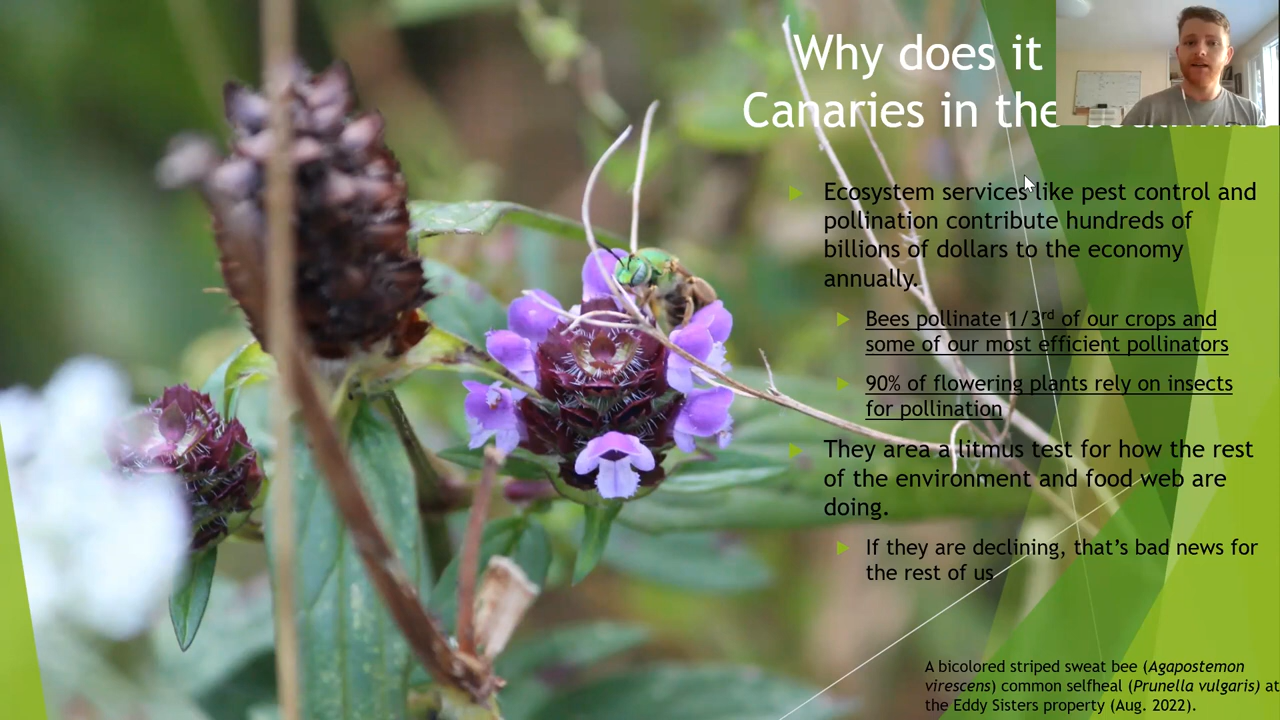 Why does it
Canaries in the
Ecosystem services like pest control and
pollination contribute hundreds of
billions of dollars to the economy
annually.
Bees pollinate 1/3rd of our crops and
some of our most efficient pollinators
90% of flowering plants rely on insects
for pollination
They area a litmus test for how the rest
of the environment and food web are
doing.
If they are declining, that's bad news for
the rest of us
A bicolored striped sweat bee (Agapostemon
virescens) common selfheal (Prunella vulgaris) at
the Eddy Sisters property (Aug. 2022).